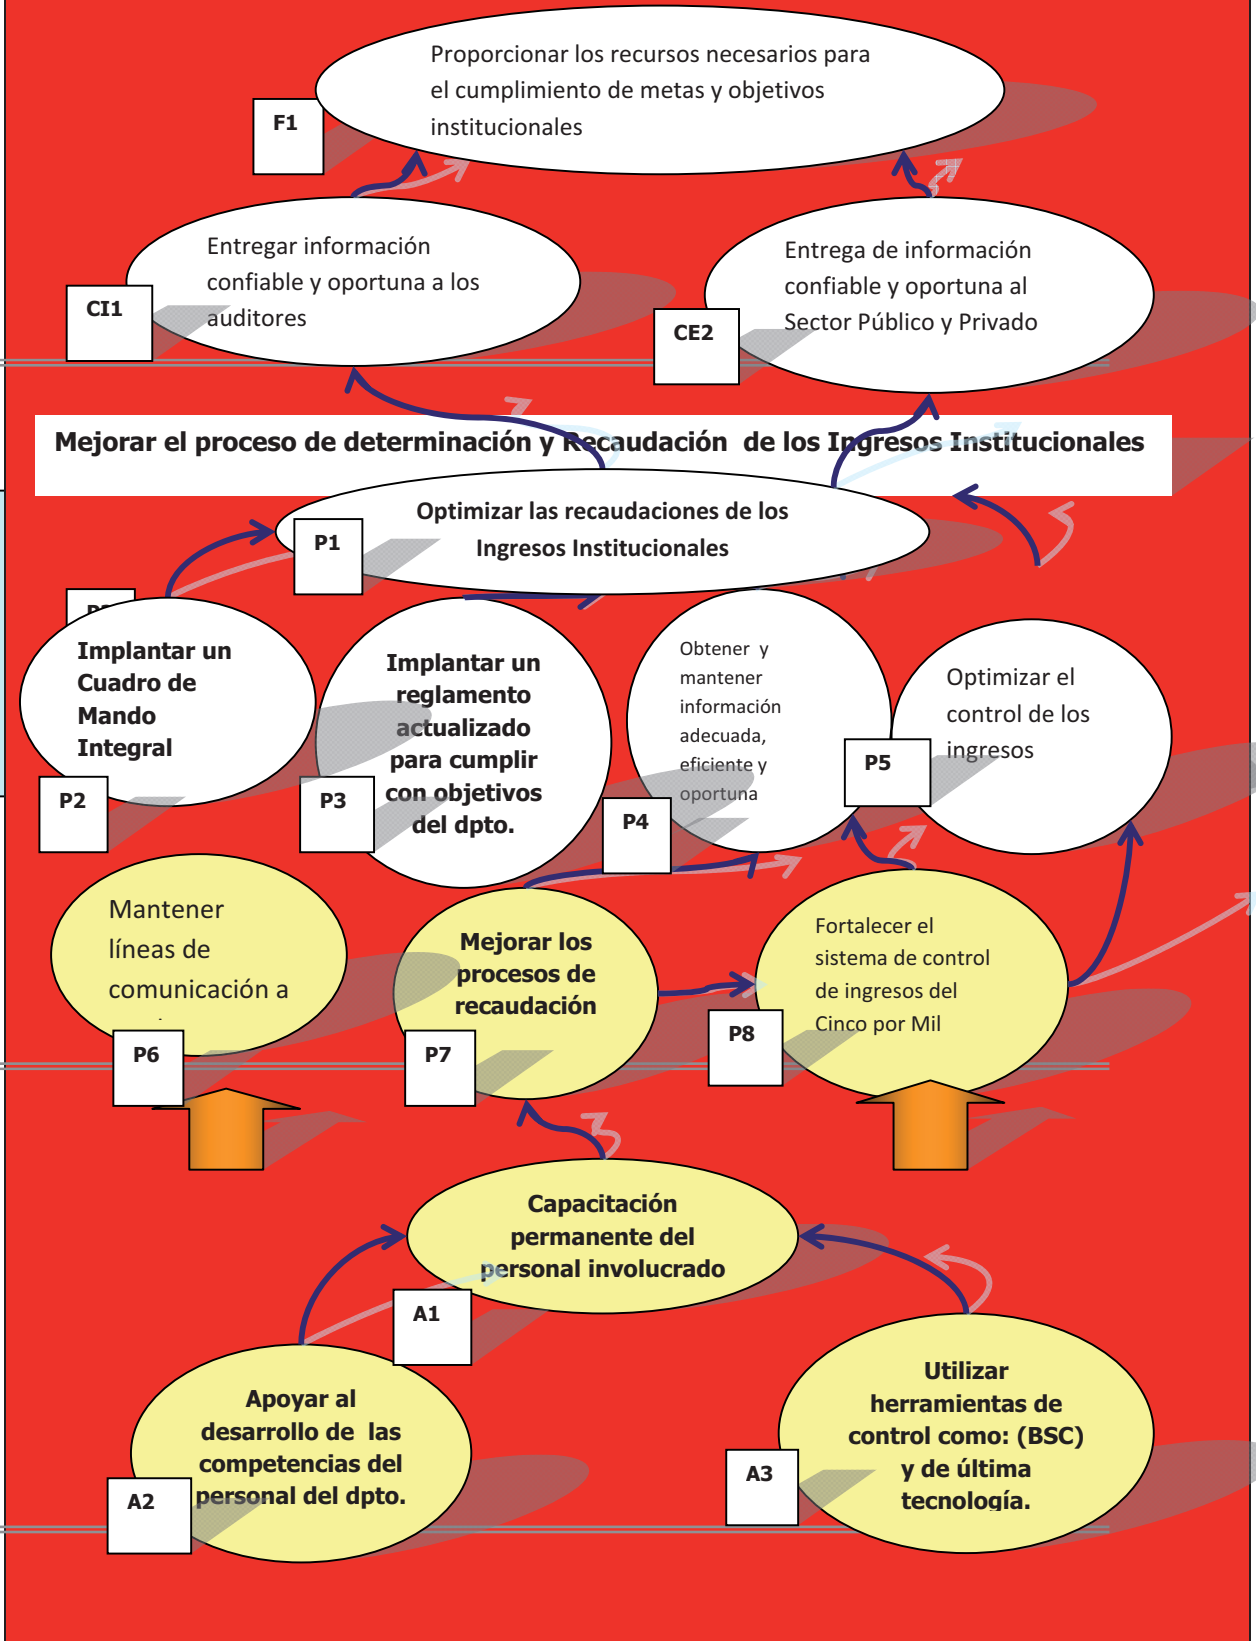 Proporcionar los recursos necesarios para
el cumplimiento de metas y objetivos
institucionales
F1
Entregar información
confiable y oportuna a los
auditores
CI1
Entrega de información
confiable y oportuna al
Sector Público y Privado
CE2
Mejorar el proceso de determinación y Recaudación de los Ingresos Institucionales
Optimizar las recaudaciones de los
Ingresos Institucionales
P1
Implantar un
Cuadro de
Mando
Integral
P2
Implantar un
reglamento
actualizado
para cumplir
con objetivos
del dpto.
P3
Obtener y
mantener
información
adecuada,
eficiente y
oportuna
P4
Optimizar el
control de los
ingresos
P5
Mantener
líneas de
comunicación a
P6
Mejorar los
procesos de
recaudación
P7
Fortalecer el
sistema de control
de ingresos del
Cinco por Mil
P8
Capacitación
permanente del
personal involucrado
A1
Apoyar al
desarrollo de las
competencias del
personal del dpto.
A2
Utilizar
herramientas de
control como: (BSC)
y de última
tecnología.
A3